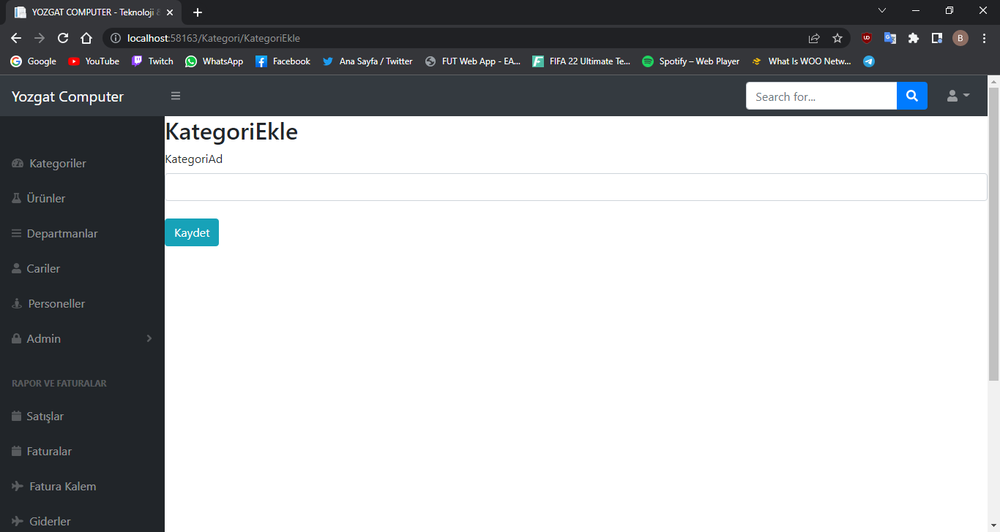 YOZGAT COMPUTER - Teknoloji &
localhost:58163/Kategori/KategoriEkle
Google YouTube Twitch WhatsApp Facebook Ana Sayfa / Twitter FUT Web App - EA... FIFA 22 Ultimate Te... Spotify – Web Player What Is WOO Netw...
Yozgat Computer Search for...
KategoriEkle
KategoriAd
Kaydet
Kategoriler
Ürünler
Departmanlar
Cariler
Personeller
Admin
RAPOR VE FATURALAR
Satışlar
Faturalar
Fatura Kalem
Giderler